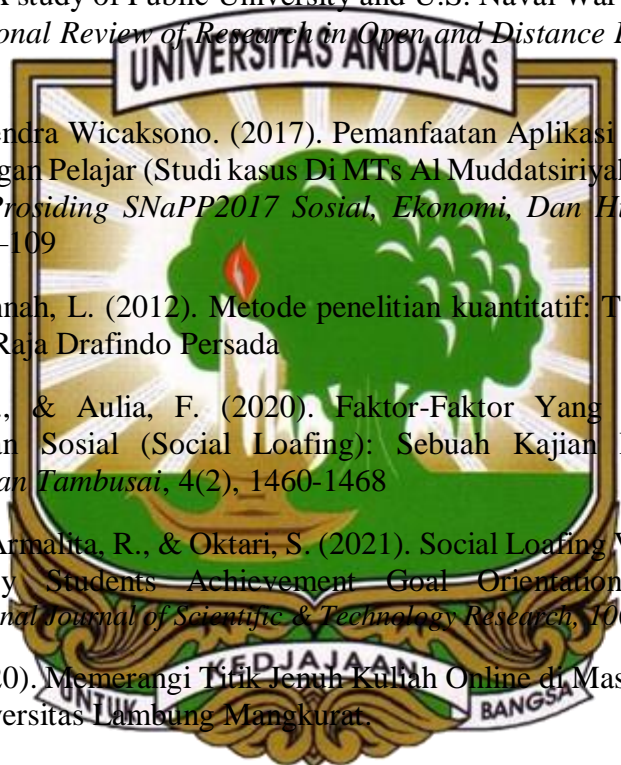 A study of Public University and U.S. Naval War
onal Review of Research in Open and Distance
UNIVERSITAS ANDALAS
endra Wicaksono. (2017). Pemanfaatan Aplikasi
gan Pelajar (Studi kasus Di MTs Al Muddatsiriyah
Prosiding SNaPP2017 Sosial, Ekonomi, Dan
–109
nnah, L. (2012). Metode penelitian kuantitatif:
Raja Drafindo Persada
., & Aulia, F. (2020). Faktor-Faktor Yang
an Sosial (Social Loafing): Sebuah Kajian
an Tambusai, 4(2), 1460-1468
Armalita, R., & Oktari, S. (2021). Social Loafing
y Students Achievement Goal Orientation
nal Journal of Scientific & Technology Research,
20). Memerangi Titik Jenuh Kuliah Online di Mas
versitas Lambung Mangkurat.
UNTUK KEDJAJAAN BANGSA